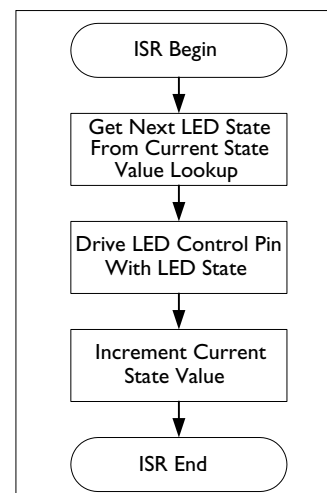 ISR Begin
Get Next LED State
From Current State
Value Lookup
Drive LED Control Pin
With LED State
Increment Current
State Value
ISR End